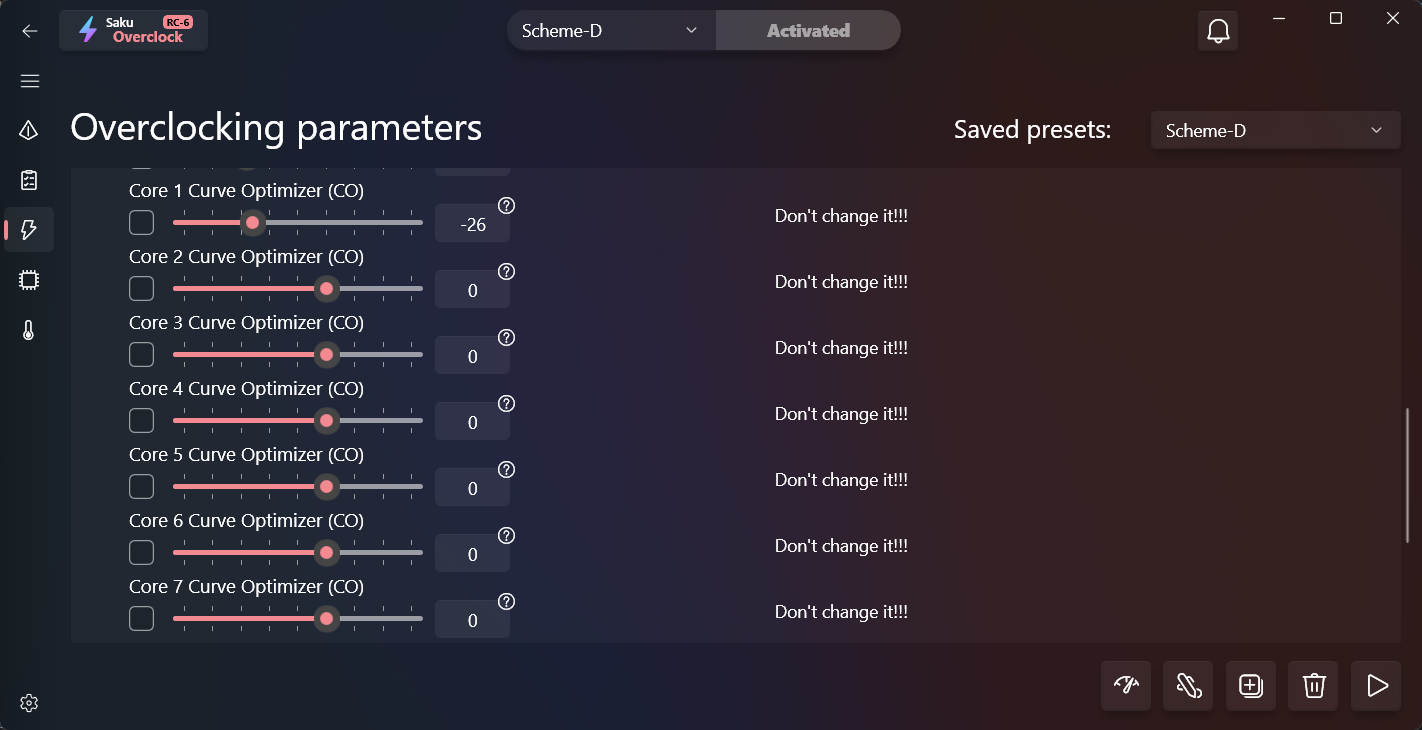 Saku RC-6
Overclock
Scheme-D
Activated
Overclocking parameters
Saved presets:
Scheme-D
Core 1 Curve Optimizer (CO)
-26
Don't change it!!!
Core 2 Curve Optimizer (CO)
0
Don't change it!!!
Core 3 Curve Optimizer (CO)
0
Don't change it!!!
Core 4 Curve Optimizer (CO)
0
Don't change it!!!
Core 5 Curve Optimizer (CO)
0
Don't change it!!!
Core 6 Curve Optimizer (CO)
0
Don't change it!!!
Core 7 Curve Optimizer (CO)
0
Don't change it!!!